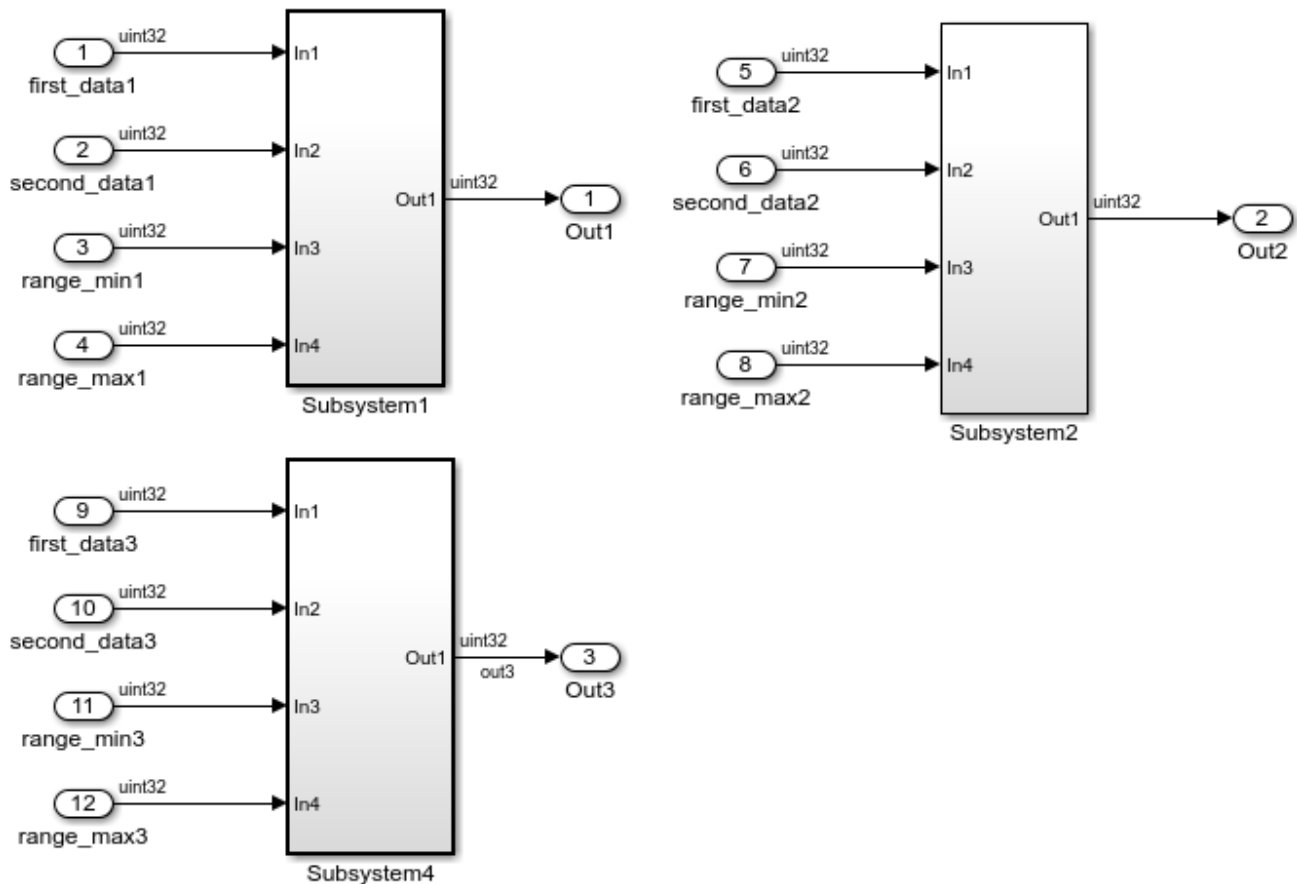 uint32
1
In1
first_data1
uint32
2
In2
second_data1
Out1
uint32
1
Out1
uint32
3
In3
range_min1
uint32
4
In4
range_max1
Subsystem1
uint32
5
In1
first_data2
uint32
6
In2
second_data2
Out1
uint32
2
Out2
uint32
7
In3
range_min2
uint32
8
In4
range_max2
Subsystem2
uint32
9
In1
first_data3
uint32
10
In2
second_data3
Out1
uint32
out3
3
Out3
uint32
11
In3
range_min3
uint32
12
In4
range_max3
Subsystem4